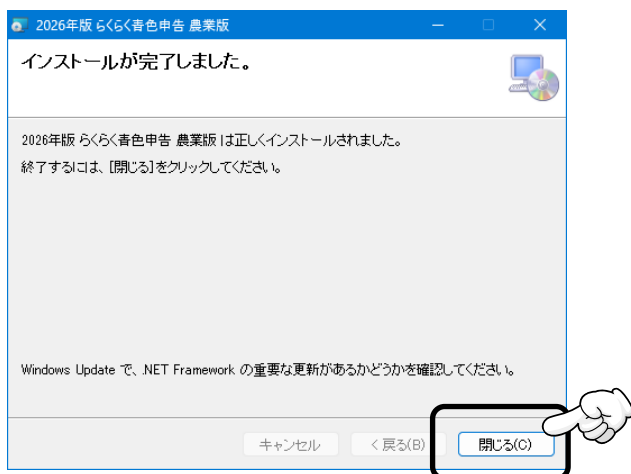 2026年版 らくらく青色申告 農業版
インストールが完了しました。
2026年版 らくらく青色申告 農業版 は正しくインストールされました。
終了するには、[閉じる]をクリックしてください。
Windows Update で、.NET Framework の重要な更新があるかどうかを確認してください。
キャンセル
< 戻る(B)
閉じる(C)